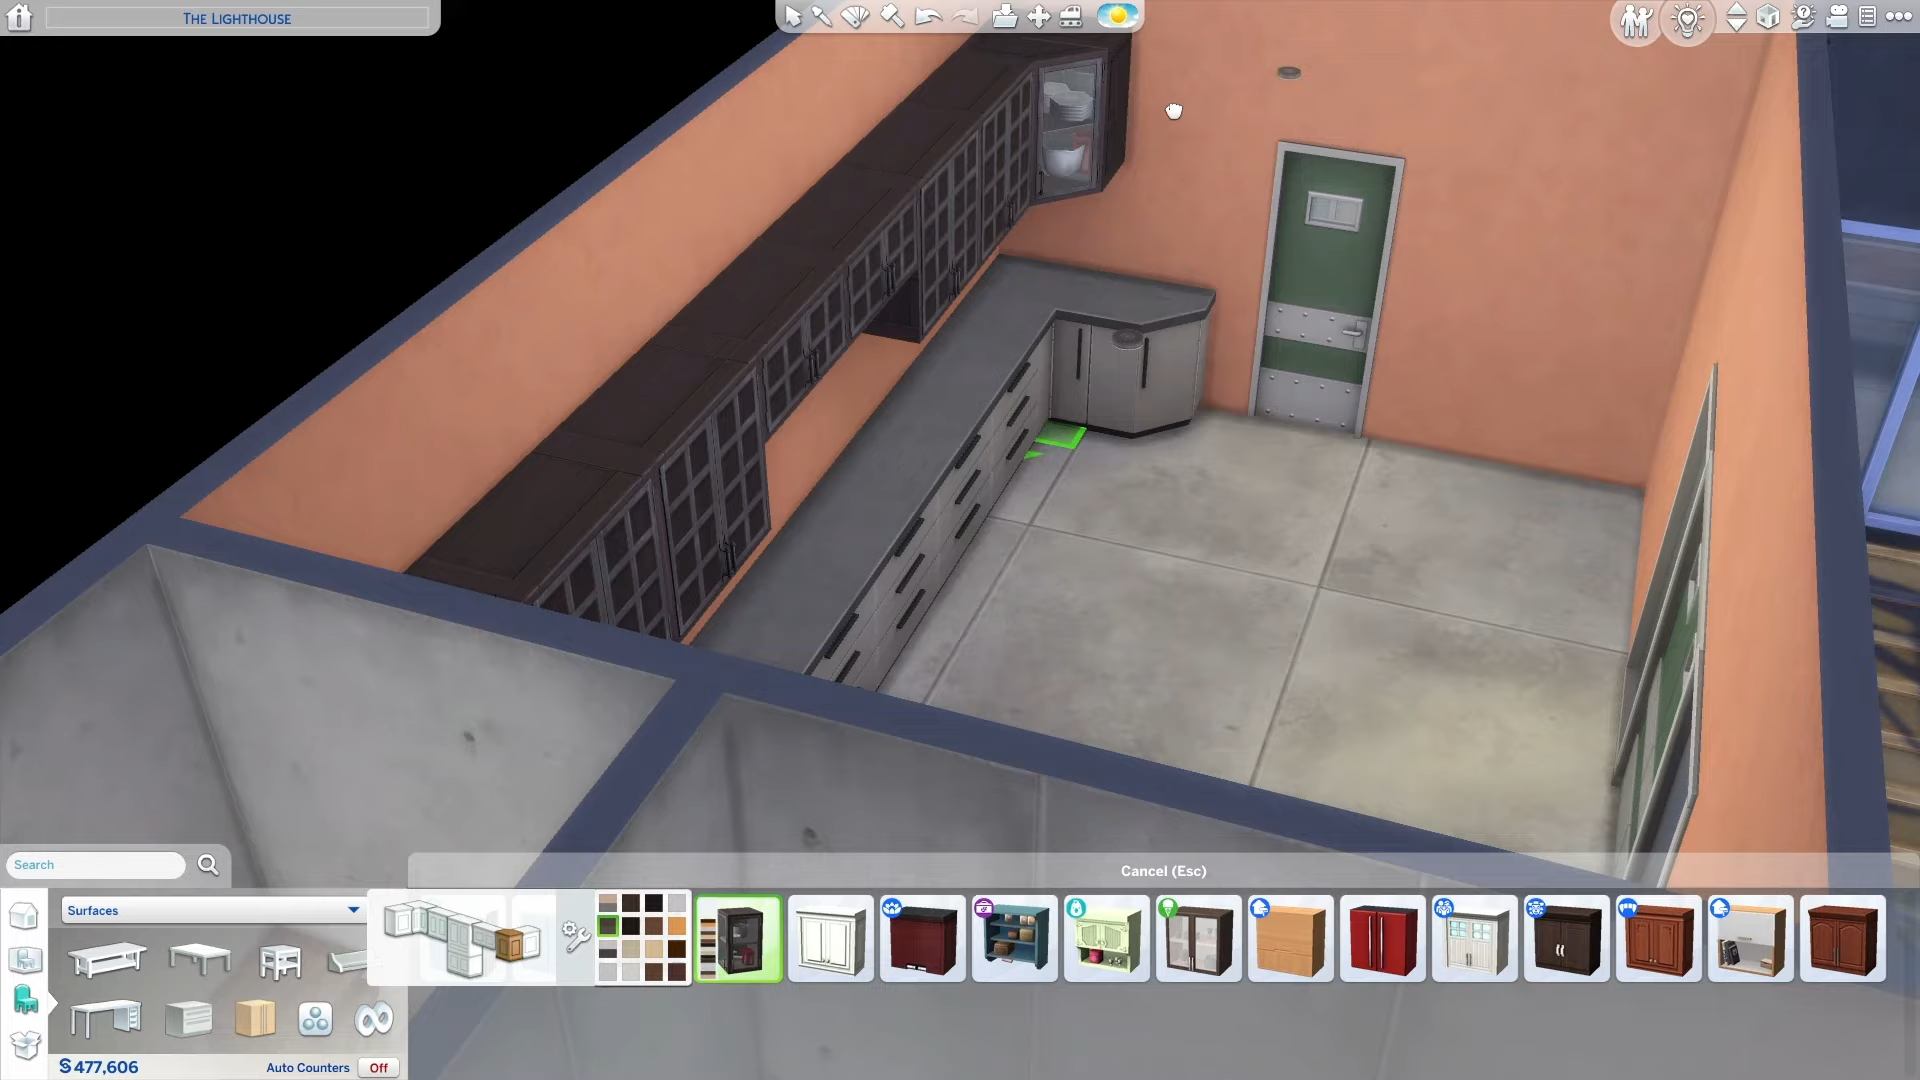 THE LIGHTHOUSE
Cancel (Esc)
Search
Surfaces
§477,606
Auto Counters
Off